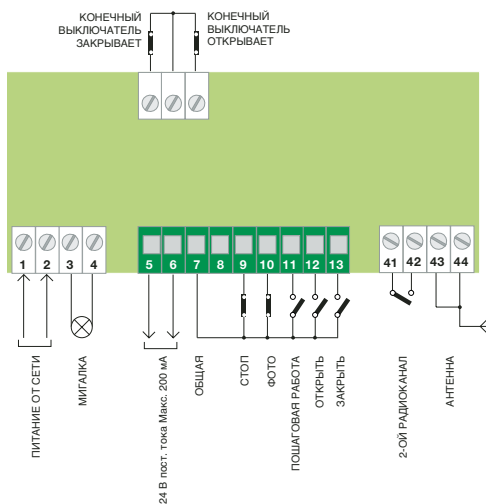 КОНЕЧНЫЙ
ВЫКЛЮЧАТЕЛЬ
ЗАКРЫВАЕТ
КОНЕЧНЫЙ
ВЫКЛЮЧАТЕЛЬ
ОТКРЫВАЕТ
1 2 3 4
5 6 7 8 9 10 11 12 13
41 42 43 44
ПИТАНИЕ ОТ СЕТИ
МИГАЛКА
24 В пост. тока Макс. 200 мА
ОБЩАЯ
СТОП
ФОТО
ПОШАГОВАЯ РАБОТА
ОТКРЫТЬ
ЗАКРЫТЬ
2-ОЙ РАДИОКАНАЛ
АНТЕННА